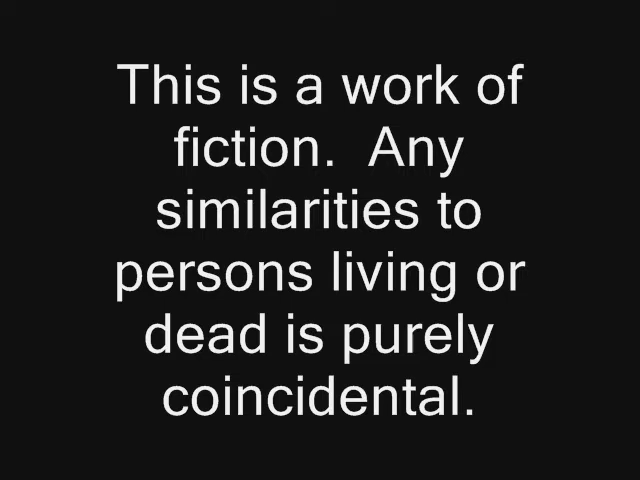 This is a work of
fiction.  Any
similarities to
persons living or
dead is purely
coincidental.